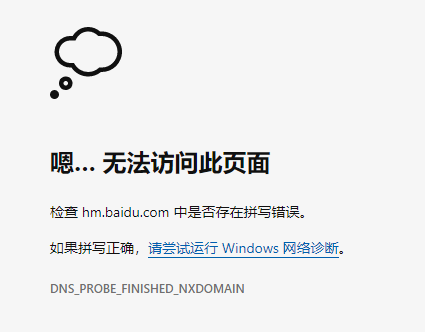 嗯... 无法访问此页面
检查 hm.baidu.com 中是否存在拼写错误。
如果拼写正确，请尝试运行 Windows 网络诊断。
DNS_PROBE_FINISHED_NXDOMAIN